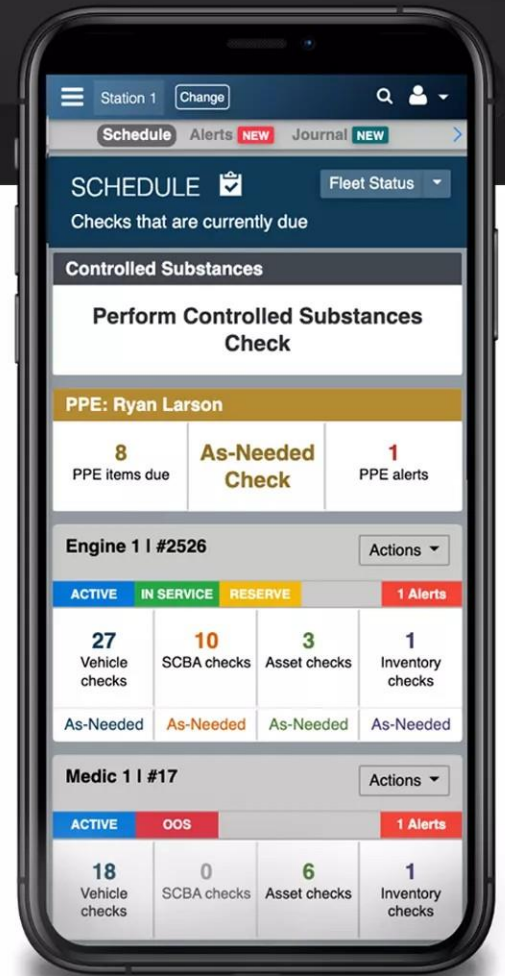 Station 1 Change
Schedule Alerts NEW Journal NEW
SCHEDULE
Fleet Status
Checks that are currently due
Controlled Substances
Perform Controlled Substances
Check
PPE: Ryan Larson
8
PPE items due
As-Needed
Check
1
PPE alerts
Engine 1 | #2526
Actions
ACTIVE IN SERVICE RESERVE 1 Alerts
27
Vehicle
checks
10
SCBA checks
3
Asset checks
1
Inventory
checks
As-Needed As-Needed As-Needed As-Needed
Medic 1 | #17
Actions
ACTIVE OOS 1 Alerts
18
Vehicle
checks
0
SCBA checks
6
Asset checks
1
Inventory
checks